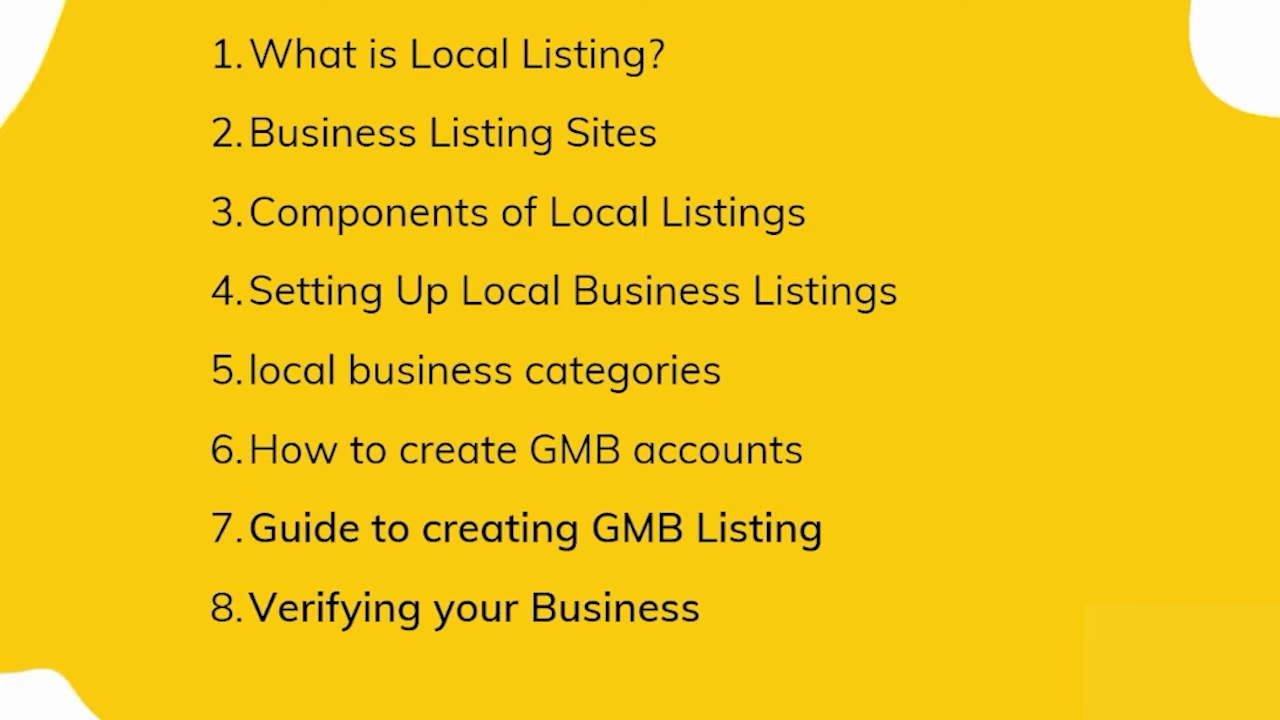 1. What is Local Listing?
2. Business Listing Sites
3. Components of Local Listings
4. Setting Up Local Business Listings
5. local business categories
6. How to create GMB accounts
7. Guide to creating GMB Listing
8. Verifying your Business